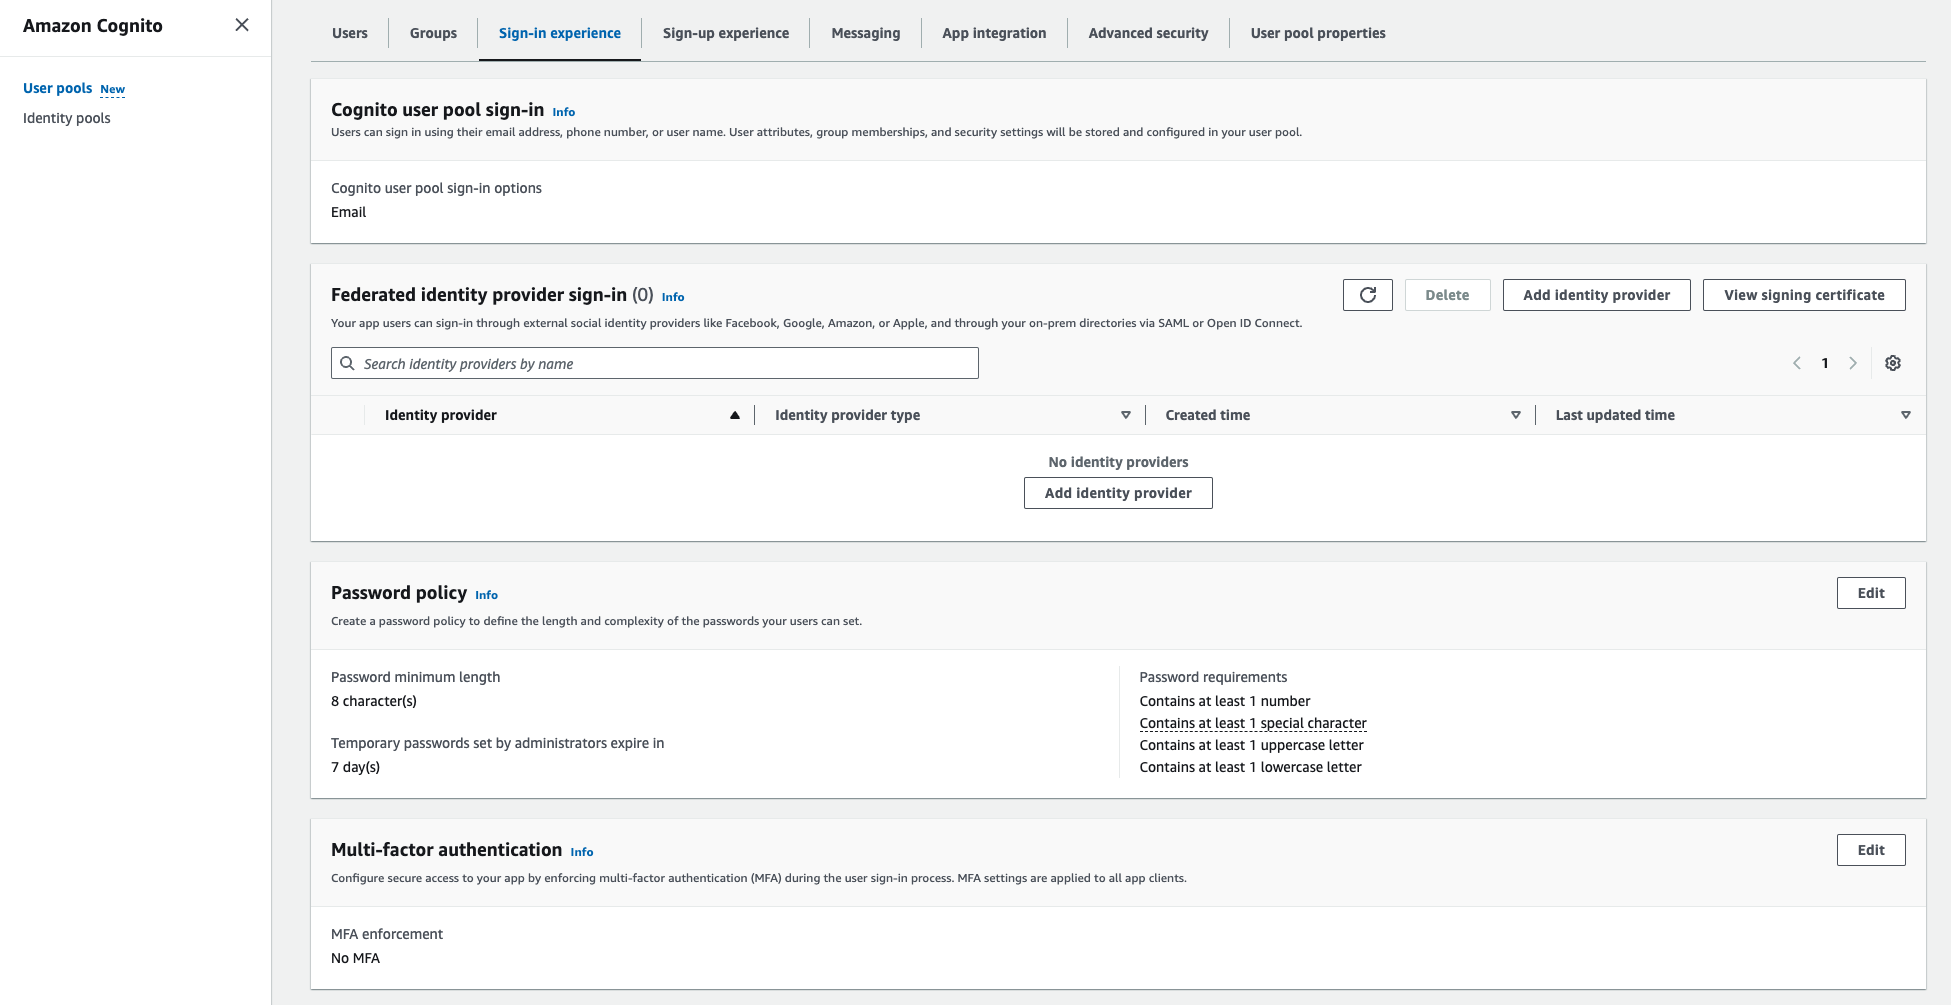 Amazon Cognito
User pools New
Identity pools
Users Groups Sign-in experience Sign-up experience Messaging App integration Advanced security User pool properties
Cognito user pool sign-in Info
Users can sign in using their email address, phone number, or user name. User attributes, group memberships, and security settings will be stored and configured in your user pool.
Cognito user pool sign-in options
Email
Federated identity provider sign-in (0) Info
Delete Add identity provider View signing certificate
Your app users can sign-in through external social identity providers like Facebook, Google, Amazon, or Apple, and through your on-prem directories via SAML or Open ID Connect.
Search identity providers by name
1
Identity provider Identity provider type Created time Last updated time
No identity providers
Add identity provider
Password policy Info
Edit
Create a password policy to define the length and complexity of the passwords your users can set.
Password minimum length
8 character(s)
Temporary passwords set by administrators expire in
7 day(s)
Password requirements
Contains at least 1 number
Contains at least 1 special character
Contains at least 1 uppercase letter
Contains at least 1 lowercase letter
Multi-factor authentication Info
Edit
Configure secure access to your app by enforcing multi-factor authentication (MFA) during the user sign-in process. MFA settings are applied to all app clients.
MFA enforcement
No MFA